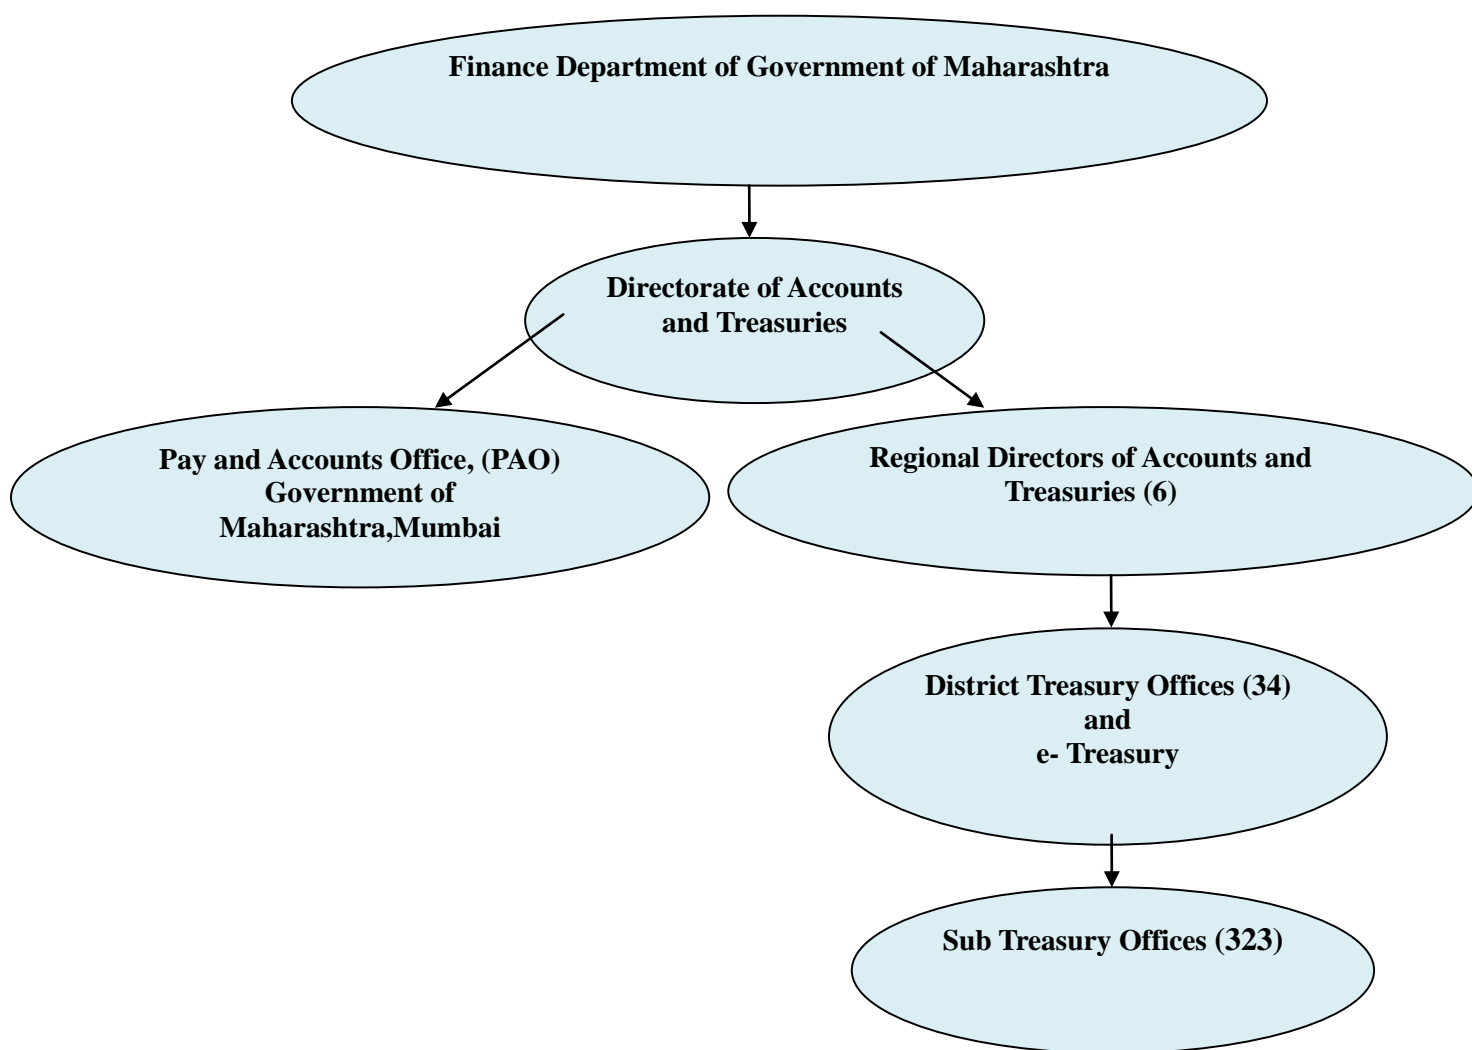 Finance Department of Government of Maharashtra
Directorate of Accounts
and Treasuries
Pay and Accounts Office, (PAO)
Government of
Maharashtra,Mumbai
Regional Directors of Accounts and
Treasuries (6)
District Treasury Offices (34)
and
e- Treasury
Sub Treasury Offices (323)